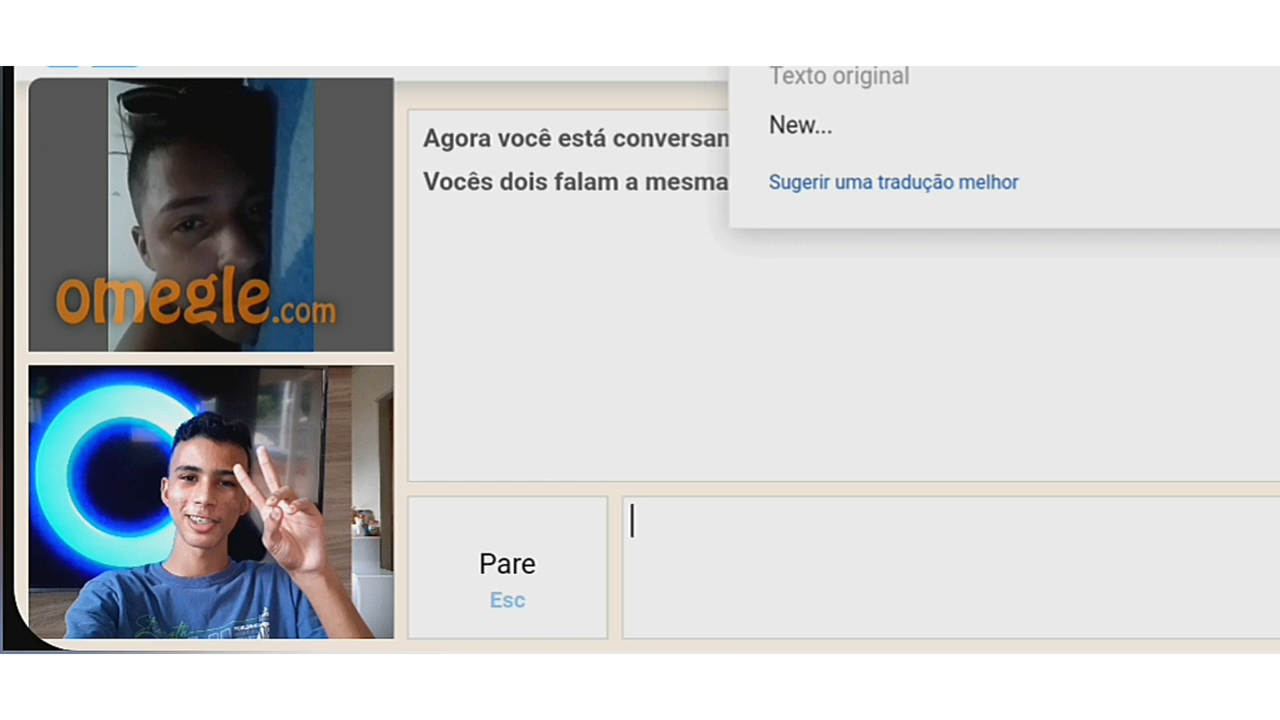 Texto original
New...
Sugerir uma tradução melhor
Agora você está conversan
Vocês dois falam a mesma
omegle.com
Pare
Esc